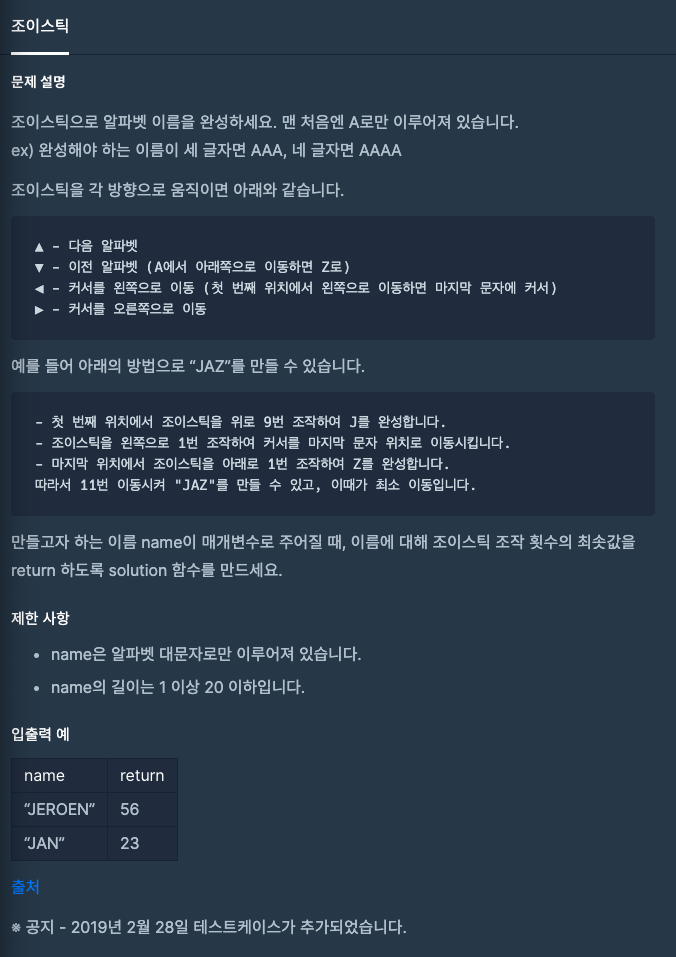 조이스틱
문제 설명
조이스틱으로 알파벳 이름을 완성하세요. 맨 처음엔 A로만 이루어져 있습니다.
ex) 완성해야 하는 이름이 세 글자면 AAA, 네 글자면 AAAA
조이스틱을 각 방향으로 움직이면 아래와 같습니다.
▲ - 다음 알파벳
▼ - 이전 알파벳 (A에서 아래쪽으로 이동하면 Z로)
◀ - 커서를 왼쪽으로 이동 (첫 번째 위치에서 왼쪽으로 이동하면 마지막 문자에 커서)
▶ - 커서를 오른쪽으로 이동
예를 들어 아래의 방법으로 “JAZ”를 만들 수 있습니다.
- 첫 번째 위치에서 조이스틱을 위로 9번 조작하여 J를 완성합니다.
- 조이스틱을 왼쪽으로 1번 조작하여 커서를 마지막 문자 위치로 이동시킵니다.
- 마지막 위치에서 조이스틱을 아래로 1번 조작하여 Z를 완성합니다.
따라서 11번 이동시켜 "JAZ"를 만들 수 있고, 이때가 최소 이동입니다.
만들고자 하는 이름 name이 매개변수로 주어질 때, 이름에 대해 조이스틱 조작 횟수의 최솟값을
return 하도록 solution 함수를 만드세요.
제한 사항
• name은 알파벳 대문자로만 이루어져 있습니다.
• name의 길이는 1 이상 20 이하입니다.
입출력 예
name return
“JEROEN” 56
“JAN” 23
출처
※ 공지 - 2019년 2월 28일 테스트케이스가 추가되었습니다.